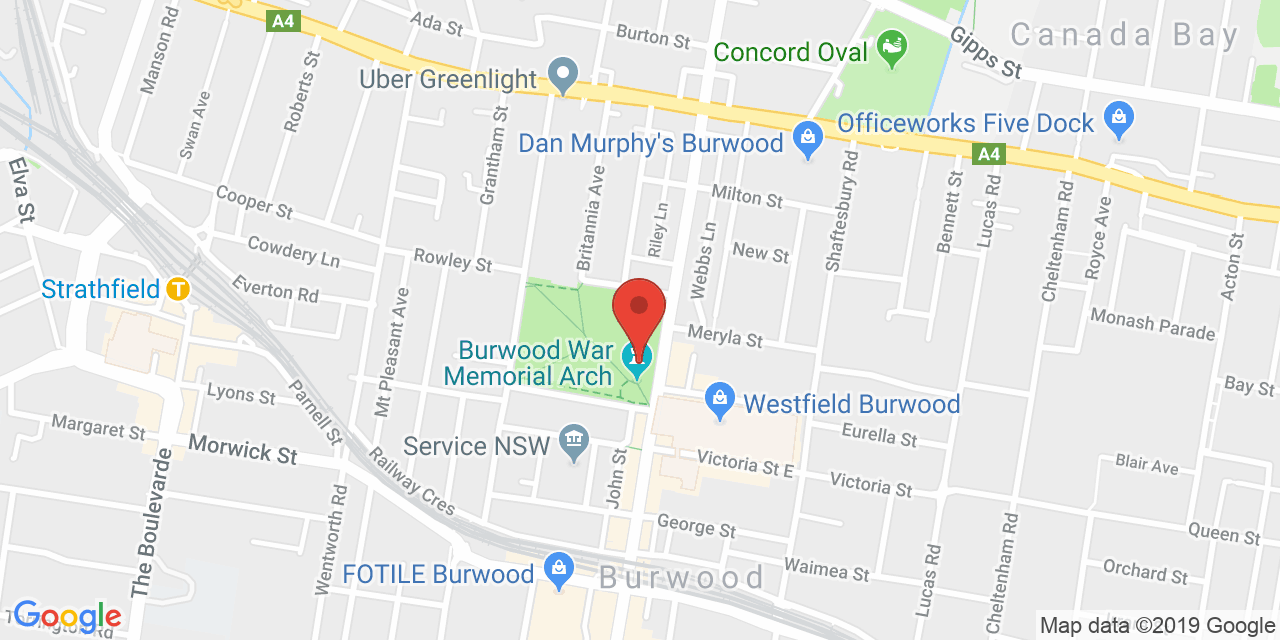 A4
Ada St
Burton St
Gipps St
Canada Bay
Manson Rd
Roberts St
Swan Ave
Uber Greenlight
Concord Oval
Dan Murphy's Burwood
Officeworks Five Dock
A4
Elva St
Cooper St
Grantham St
Britannia Ave
Riley Ln
Milton St
Webbs Ln
Shaftesbury Rd
Bennett St
Lucas Rd
Cheltenham Rd
Royce Ave
Acton St
Cowdery Ln
Rowley St
New St
Strathfield
T
Everton Rd
Mt Pleasant Ave
Meryla St
Monash Parade
Burwood War
Memorial Arch
Westfield Burwood
Bay St
Lyons St
Parnell St
Margaret St
Morwick St
The Boulevarde
Railway Cres
Service NSW
John St
Eurella St
Victoria St E
Victoria St
Blair Ave
Wentworth Rd
George St
Queen St
Waimea St
Lucas Rd
Cheltenham Rd
Orchard St
FOTILE Burwood
Burwood
Google
Map data ©2019 Google